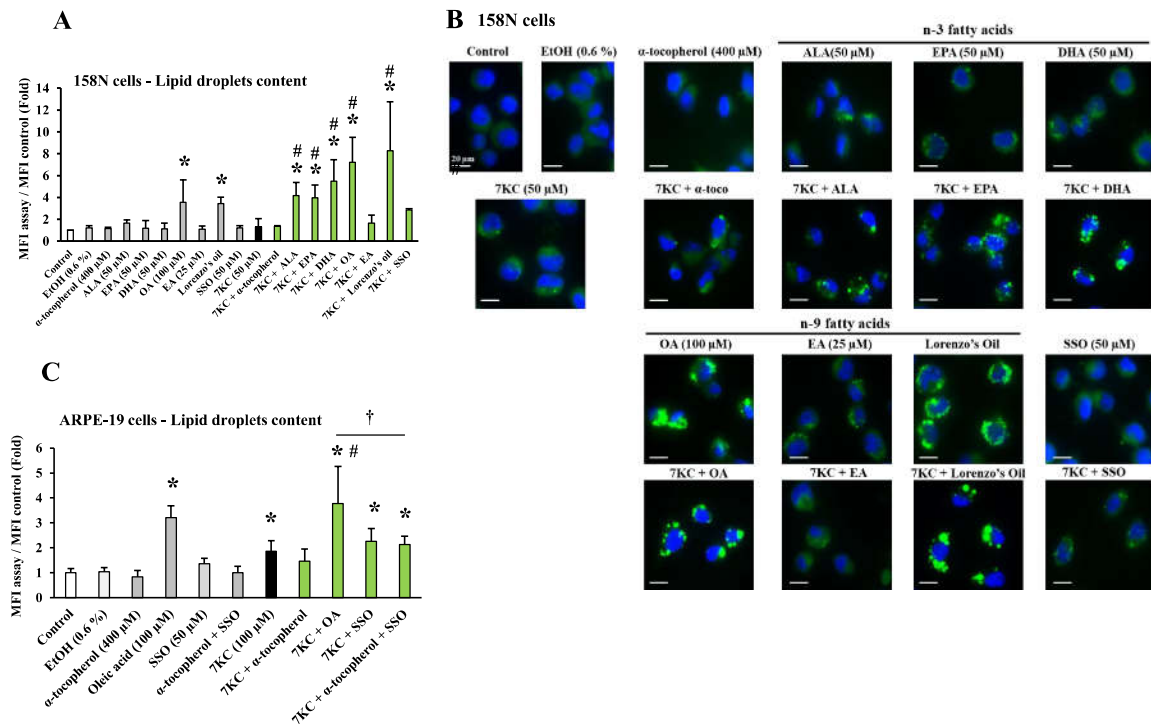 A
158N cells - Lipid droplets content
MFI assay / MFI control (Fold)
14
12
10
8
6
4
2
0
* * # * # * # * # * # * # *
Control
EtOH (0.6 %)
α-tocopherol (400 µM)
ALA (50 µM)
EPA (50 µM)
DHA (50 µM)
OA (100 µM)
EA (25 µM)
Lorenzo's oil
SSO (50 µM)
7KC (50 µM)
7KC + α-tocopherol
7KC + ALA
7KC + EPA
7KC + DHA
7KC + OA
7KC + EA
7KC + Lorenzo's oil
7KC + SSO
B
158N cells
n-3 fatty acids
Control
EtOH (0.6 %)
α-tocopherol (400 µM)
ALA(50 µM)
EPA (50 µM)
DHA (50 µM)
20 µm
#
7KC (50 µM)
7KC + α-toco
7KC + ALA
7KC + EPA
7KC + DHA
n-9 fatty acids
OA (100 µM)
EA (25 µM)
Lorenzo's Oil
SSO (50 µM)
7KC + OA
7KC + EA
7KC + Lorenzo's Oil
7KC + SSO
C
ARPE-19 cells - Lipid droplets content
MFI assay / MFI control (Fold)
6
5
4
3
2
1
0
†
* * * # * *
Control
EtOH (0.6 %)
α-tocopherol (400 µM)
Oleic acid (100 µM)
SSO (50 µM)
α-tocopherol + SSO
7KC (100 µM)
7KC + α-tocopherol
7KC + OA
7KC + SSO
7KC + α-tocopherol + SSO